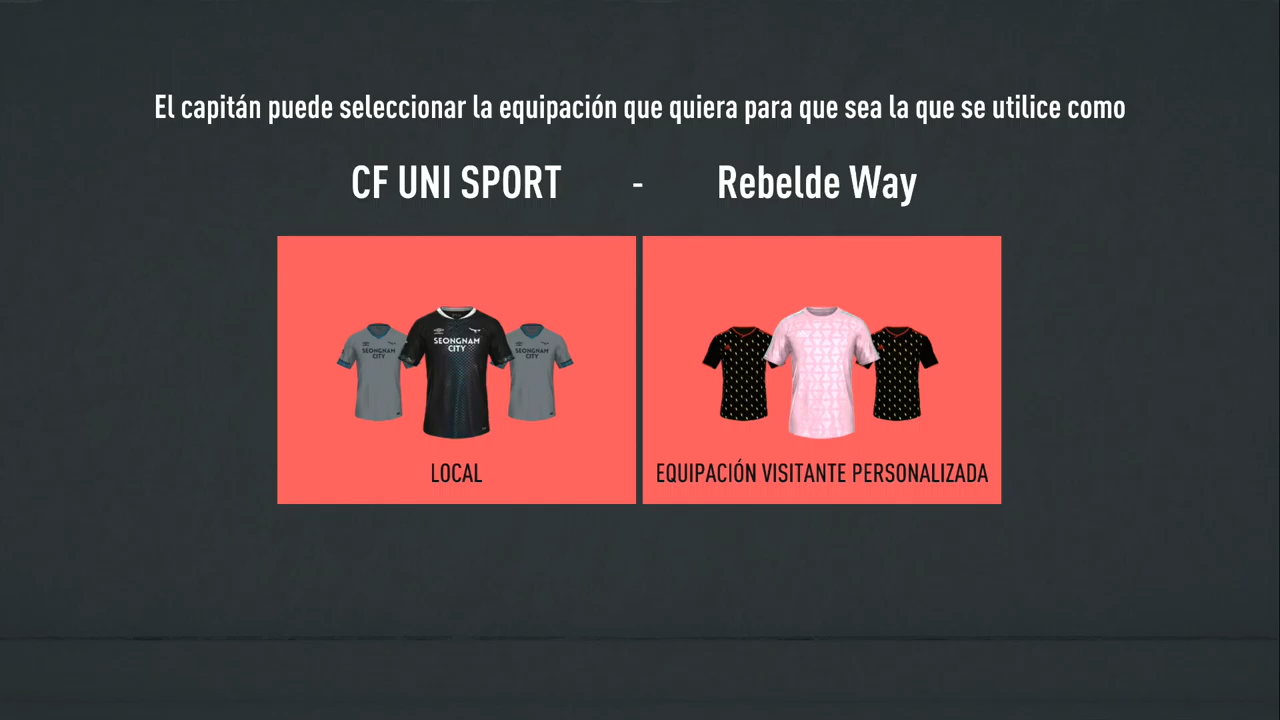 El capitán puede seleccionar la equipación que quiera para que sea la que se utilice como
CF UNI SPORT - Rebelde Way
SEONGNAM
CITY
SEONGNAM
CITY
SEONGNAM
CITY
LOCAL
EQUIPACIÓN VISITANTE PERSONALIZADA